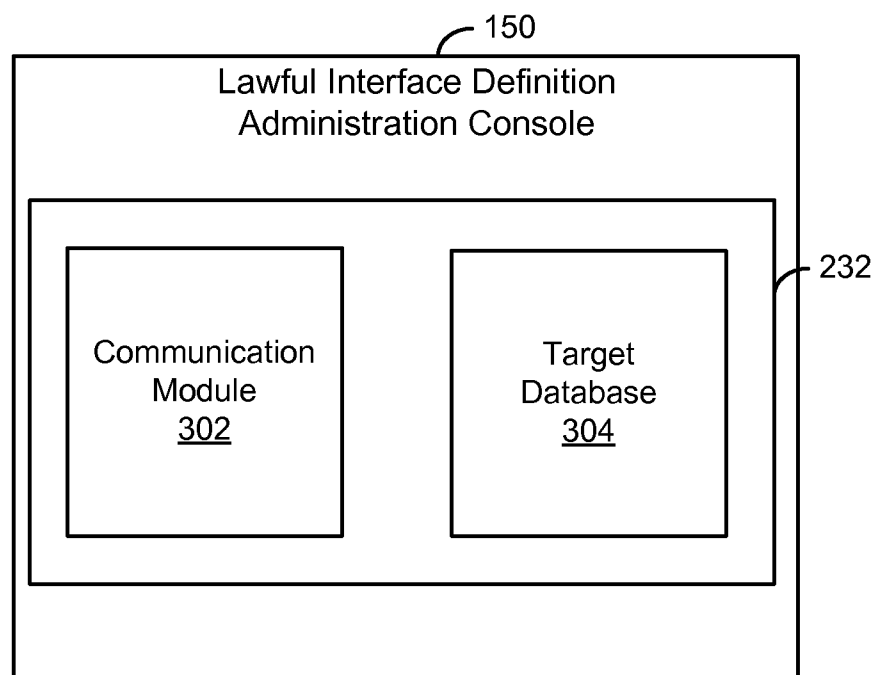 150
Lawful Interface Definition
Administration Console
232
Communication
Module
302
Target
Database
304